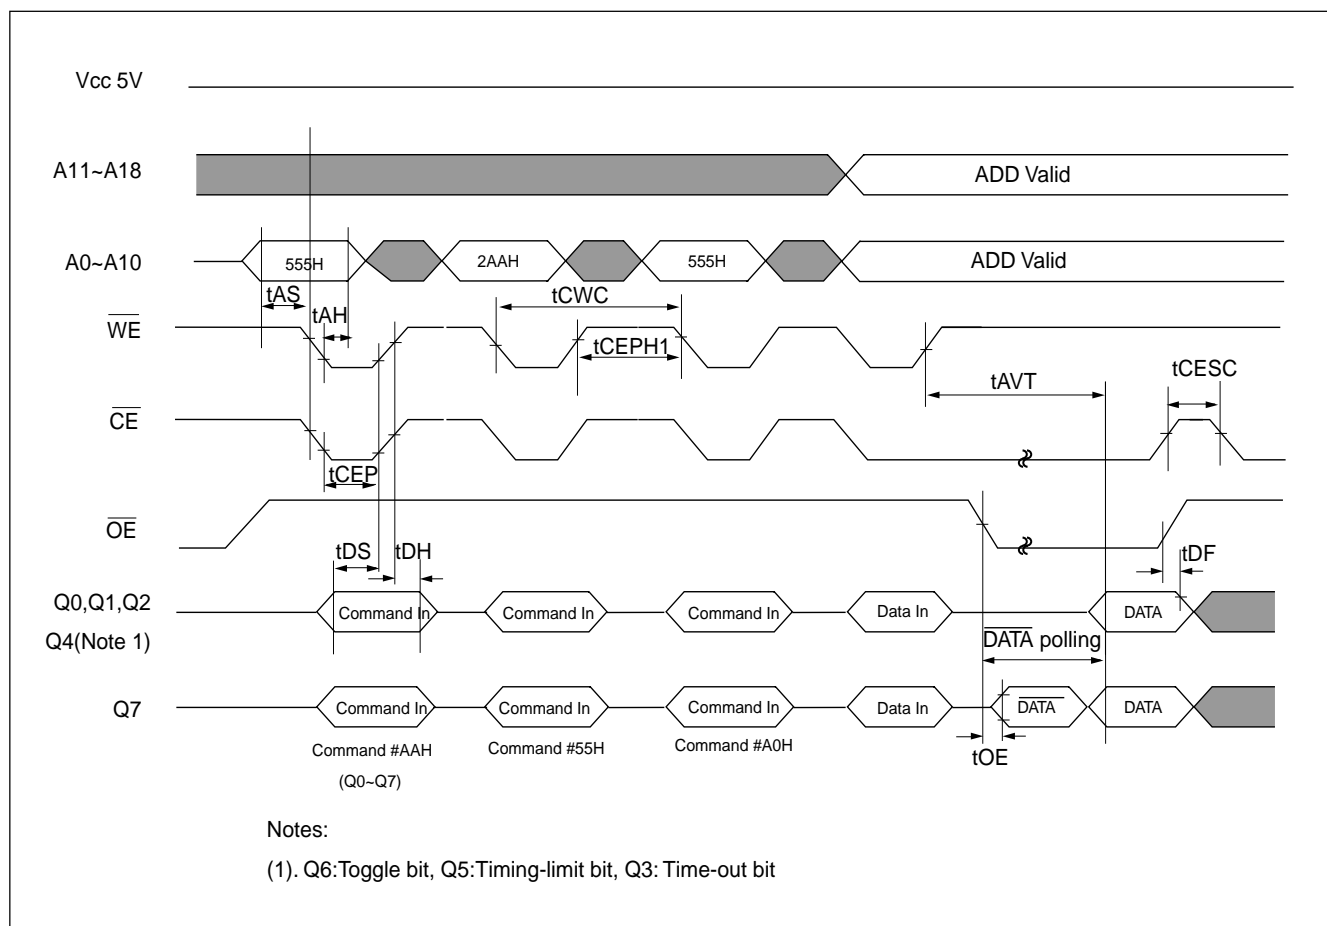 Vcc 5V
A11~A18
ADD Valid
A0~A10
555H
2AAH
555H
ADD Valid
tAS
tCWC
tAH
WE
tCEPH1
tAVT
tCESC
CE
tCEP
OE
tDS
tDH
tDF
Q0,Q1,Q2
Command In
Command In
Command In
Data In
DATA
Q4(Note 1)
DATA polling
Q7
Command In
Command In
Command In
Data In
DATA
DATA
Command #AAH
Command #55H
Command #A0H
tOE
(Q0~Q7)
Notes:
(1). Q6:Toggle bit, Q5:Timing-limit bit, Q3: Time-out bit